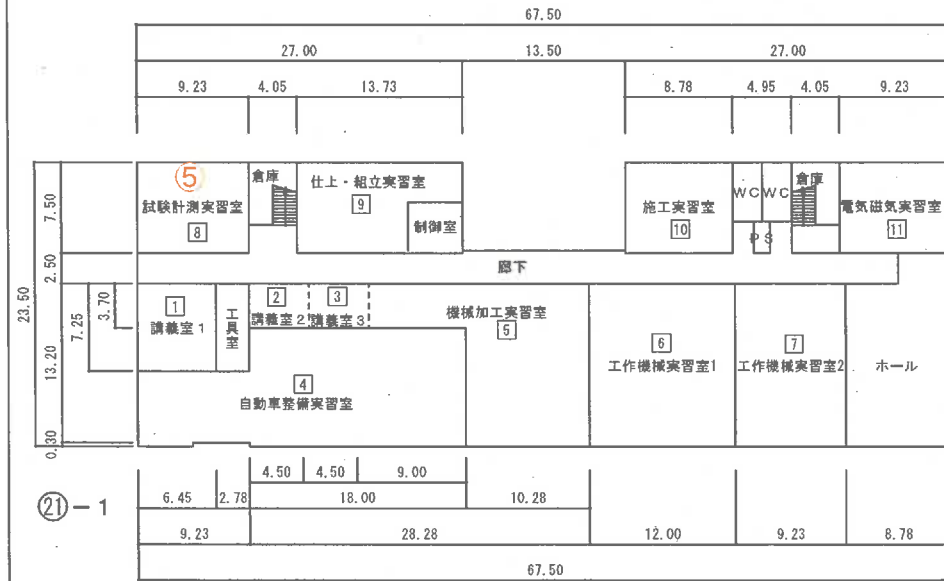 67.50
27.00 13.50 27.00
9.23 4.05 13.73 8.78 4.95 4.05 9.23
⑤
倉庫 仕上・組立実習室 WC WC 倉庫
試験計測実習室 施工実習室 電気磁気実習室
8 9 制御室 10 PS 11
廊下
23.50 7.50 2.50 13.20 0.30
7.25 3.70
1 2 3 機械加工実習室
講義室1 工具室 講義室2 講義室3 5
6 7
4 工作機械実習室1 工作機械実習室2 ホール
自動車整備実習室
4.50 4.50 9.00
㉑-1 6.45 2.78 18.00 10.28
9.23 28.28 12.00 9.23 8.78
67.50